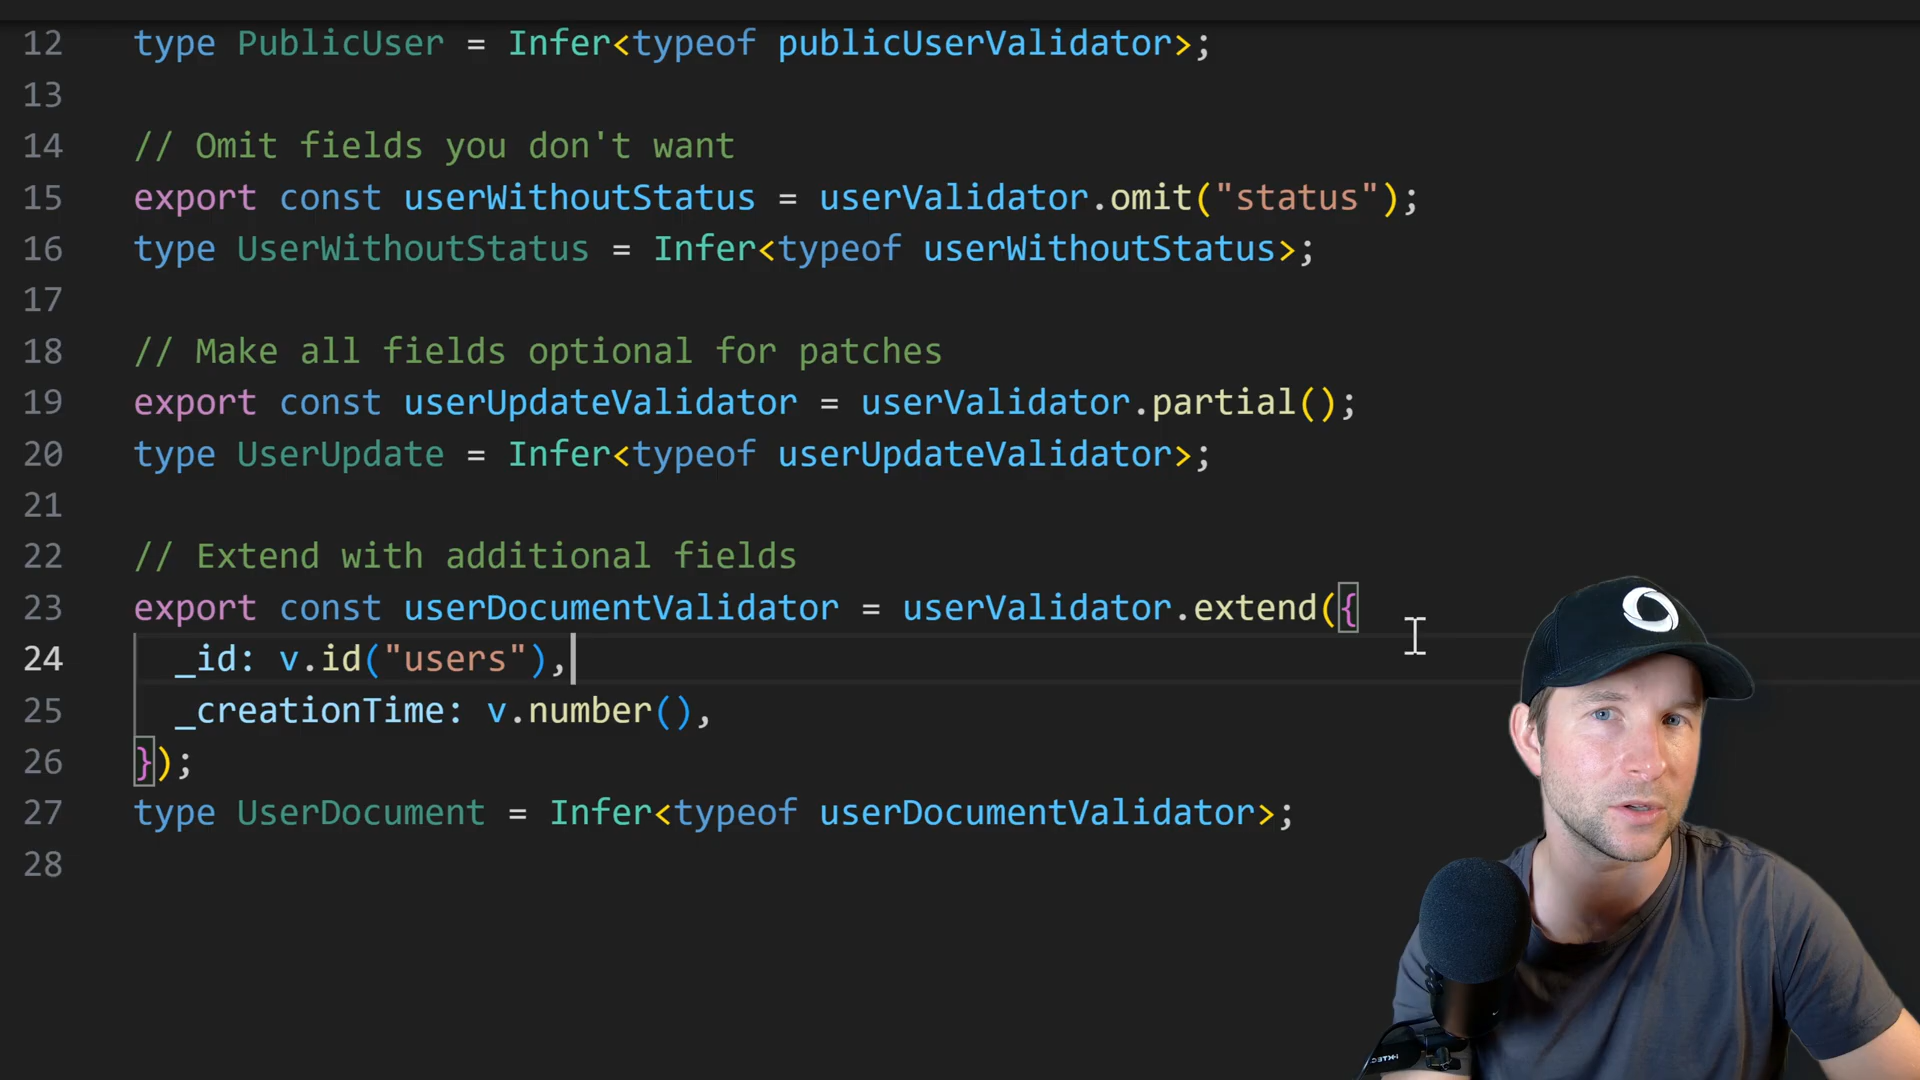 12 type PublicUser = Infer<typeof publicUserValidator>;
13
14 // Omit fields you don't want
15 export const userWithoutStatus = userValidator.omit("status");
16 type UserWithoutStatus = Infer<typeof userWithoutStatus>;
17
18 // Make all fields optional for patches
19 export const userUpdateValidator = userValidator.partial();
20 type UserUpdate = Infer<typeof userUpdateValidator>;
21
22 // Extend with additional fields
23 export const userDocumentValidator = userValidator.extend({
24 _id: v.id("users"),
25 _creationTime: v.number(),
26 });
27 type UserDocument = Infer<typeof userDocumentValidator>;
28